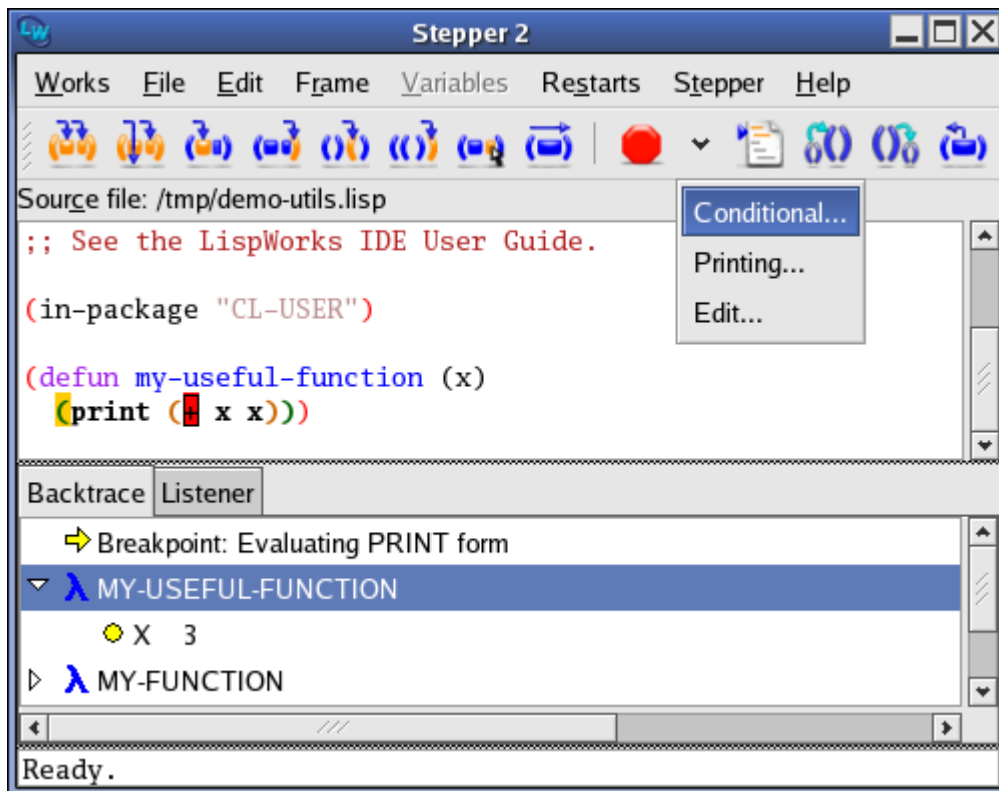 LW Stepper 2
Works File Edit Frame Variables Restarts Stepper Help
Source file: /tmp/demo-utils.lisp
Conditional...
Printing...
Edit...
;; See the LispWorks IDE User Guide.
(in-package "CL-USER")
(defun my-useful-function (x)
(print (+ x x)))
Backtrace Listener
Breakpoint: Evaluating PRINT form
λ MY-USEFUL-FUNCTION
X 3
λ MY-FUNCTION
Ready.